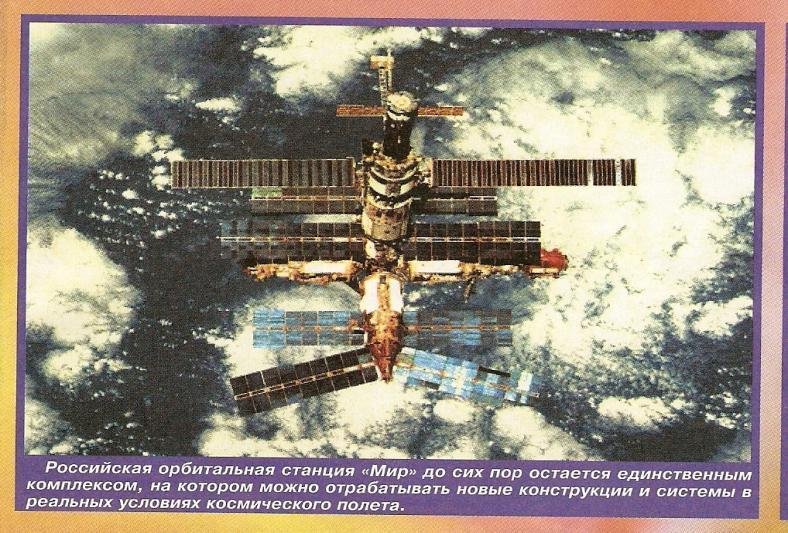 Российская орбитальная станция «Мир» до сих пор остается единственным
комплексом, на котором можно отрабатывать новые конструкции и системы в
реальных условиях космического полета.